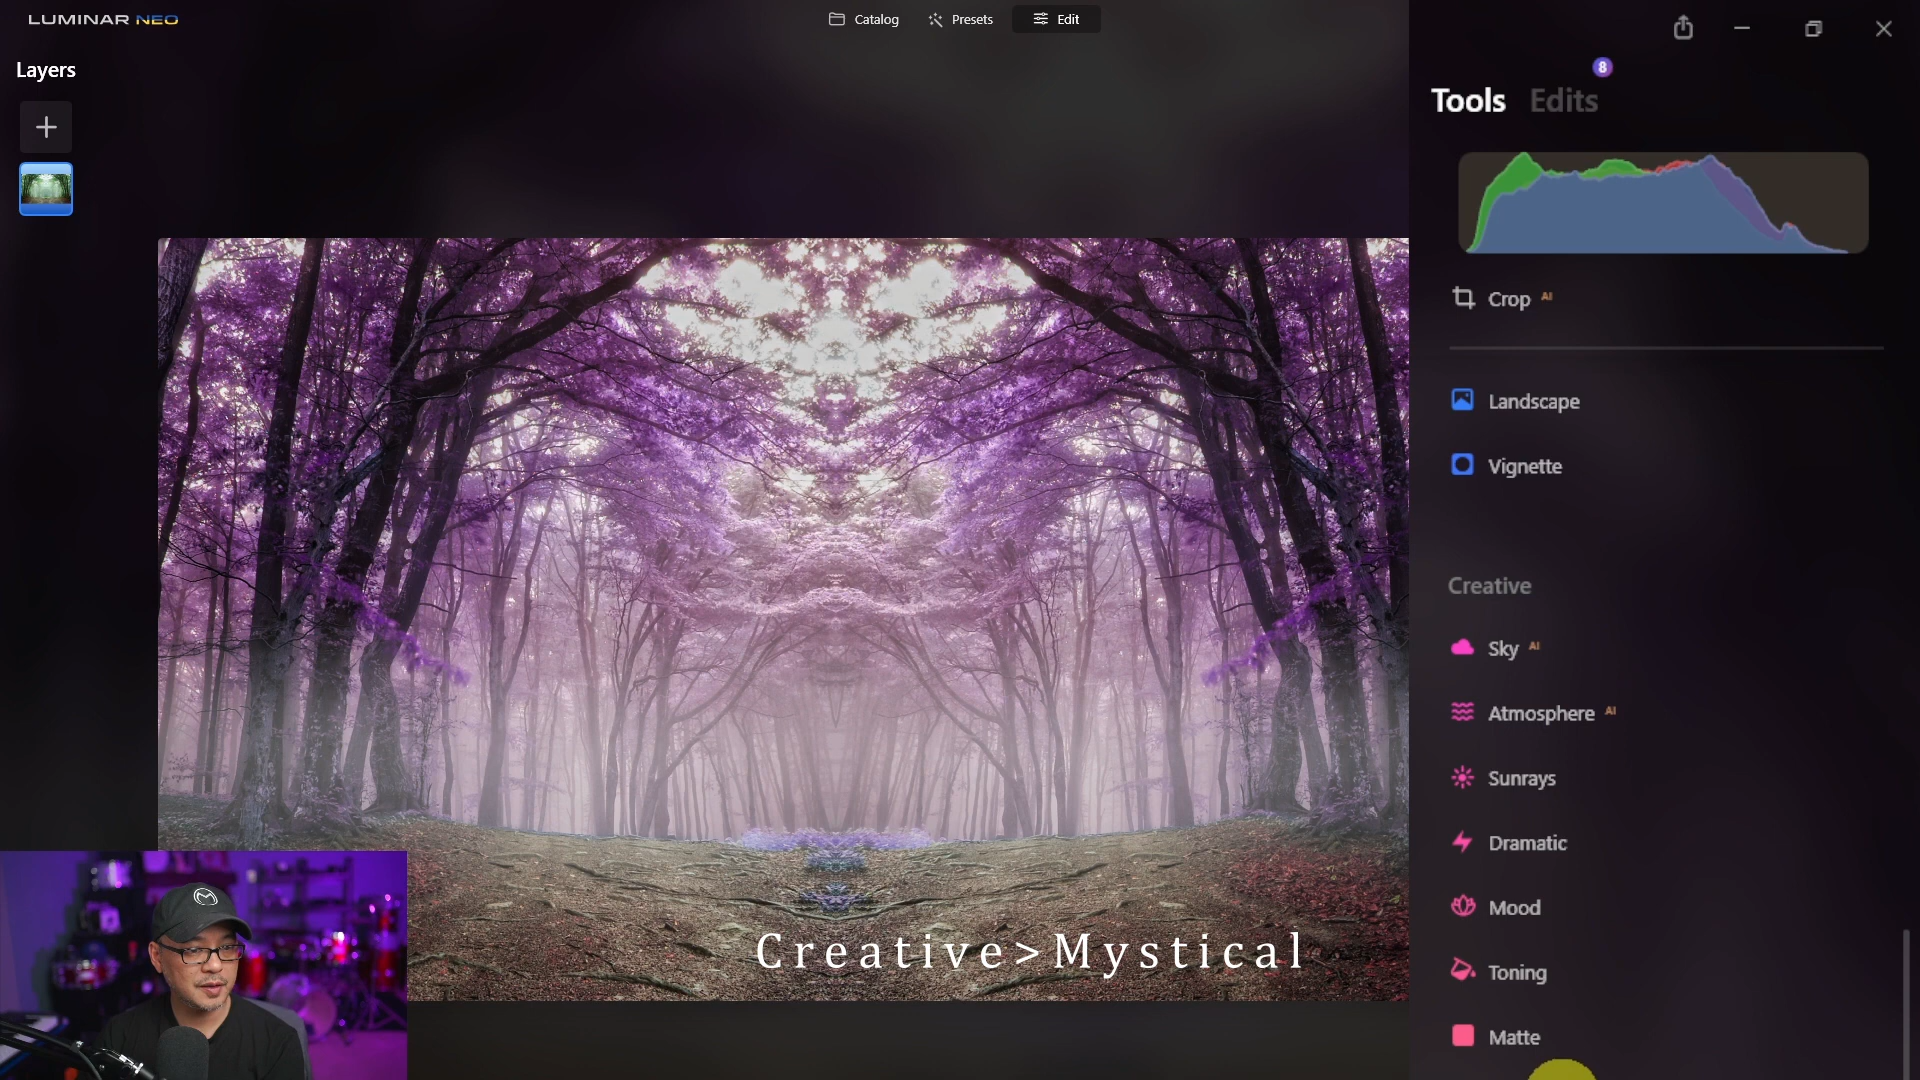 LUMINAR NEO
Catalog
Presets
Edit
Layers
8
Tools
Edits
Crop AI
Landscape
Vignette
Creative
Sky AI
Atmosphere AI
Sunrays
Dramatic
Mood
Toning
Matte
Creative>Mystical